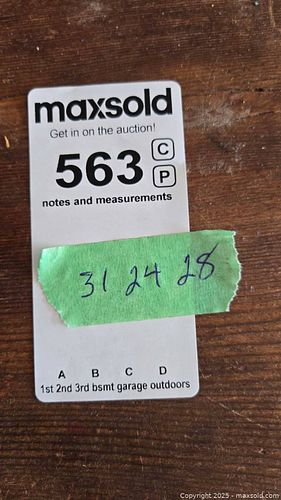 maxsold
Get in on the auction!
563 C
P
notes and measurements
31 24 28
A B C D
1st 2nd 3rd bsmt garage outdoors
Copyright 2025 - maxsold.com